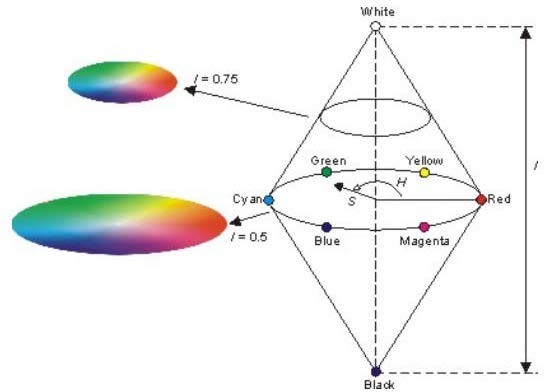 White
I = 0.75
Green
Yellow
H
Cyan
S
Red
I = 0.5
Blue
Magenta
Black